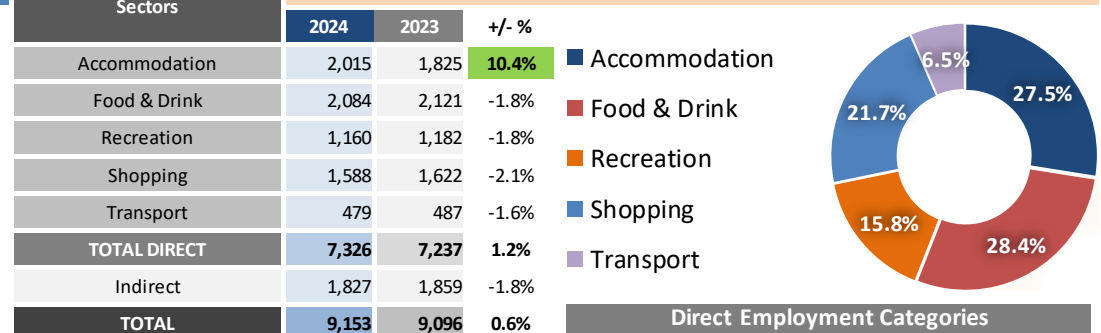 Sectors
2024 2023 +/- %
Accommodation 2,015 1,825 10.4%
Food & Drink 2,084 2,121 -1.8%
Recreation 1,160 1,182 -1.8%
Shopping 1,588 1,622 -2.1%
Transport 479 487 -1.6%
TOTAL DIRECT 7,326 7,237 1.2%
Indirect 1,827 1,859 -1.8%
TOTAL 9,153 9,096 0.6%
Accommodation
Food & Drink
Recreation
Shopping
Transport
6.5%
27.5%
21.7%
15.8%
28.4%
Direct Employment Categories